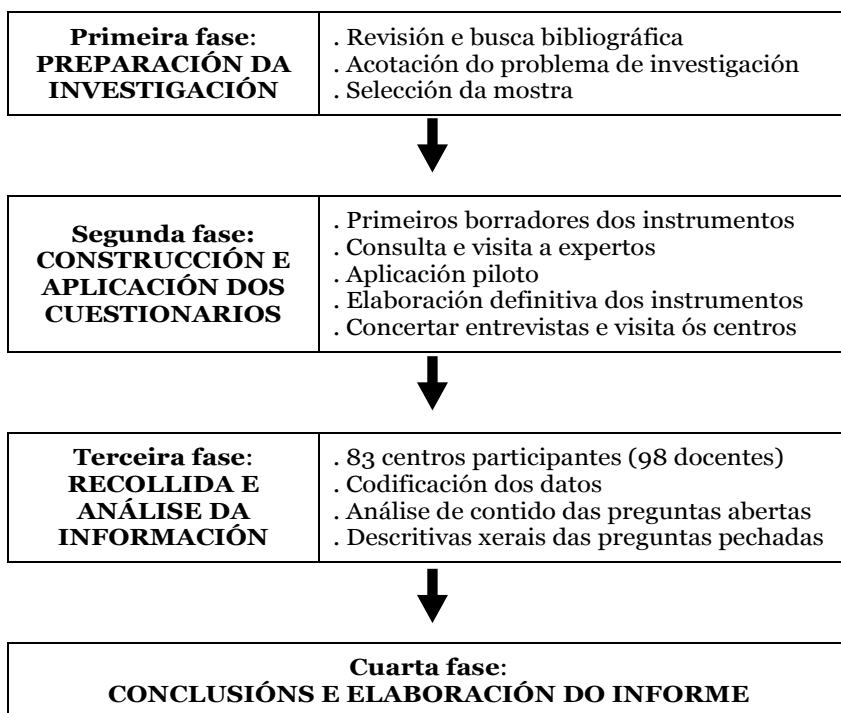 Primeira fase:
PREPARACIÓN DA
INVESTIGACIÓN
. Revisión e busca bibliográfica
. Acotación do problema de investigación
. Selección da mostra
Segunda fase:
CONSTRUCCIÓN E
APLICACIÓN DOS
CUESTIONARIOS
. Primeiros borradores dos instrumentos
. Consulta e visita a expertos
. Aplicación piloto
. Elaboración definitiva dos instrumentos
. Concertar entrevistas e visita ós centros
Terceira fase:
RECOLLIDA E
ANÁLISE DA
INFORMACIÓN
. 83 centros participantes (98 docentes)
. Codificación dos datos
. Análise de contido das preguntas abertas
. Descritivas xerais das preguntas pechadas
Cuarta fase:
CONCLUSIÓNS E ELABORACIÓN DO INFORME